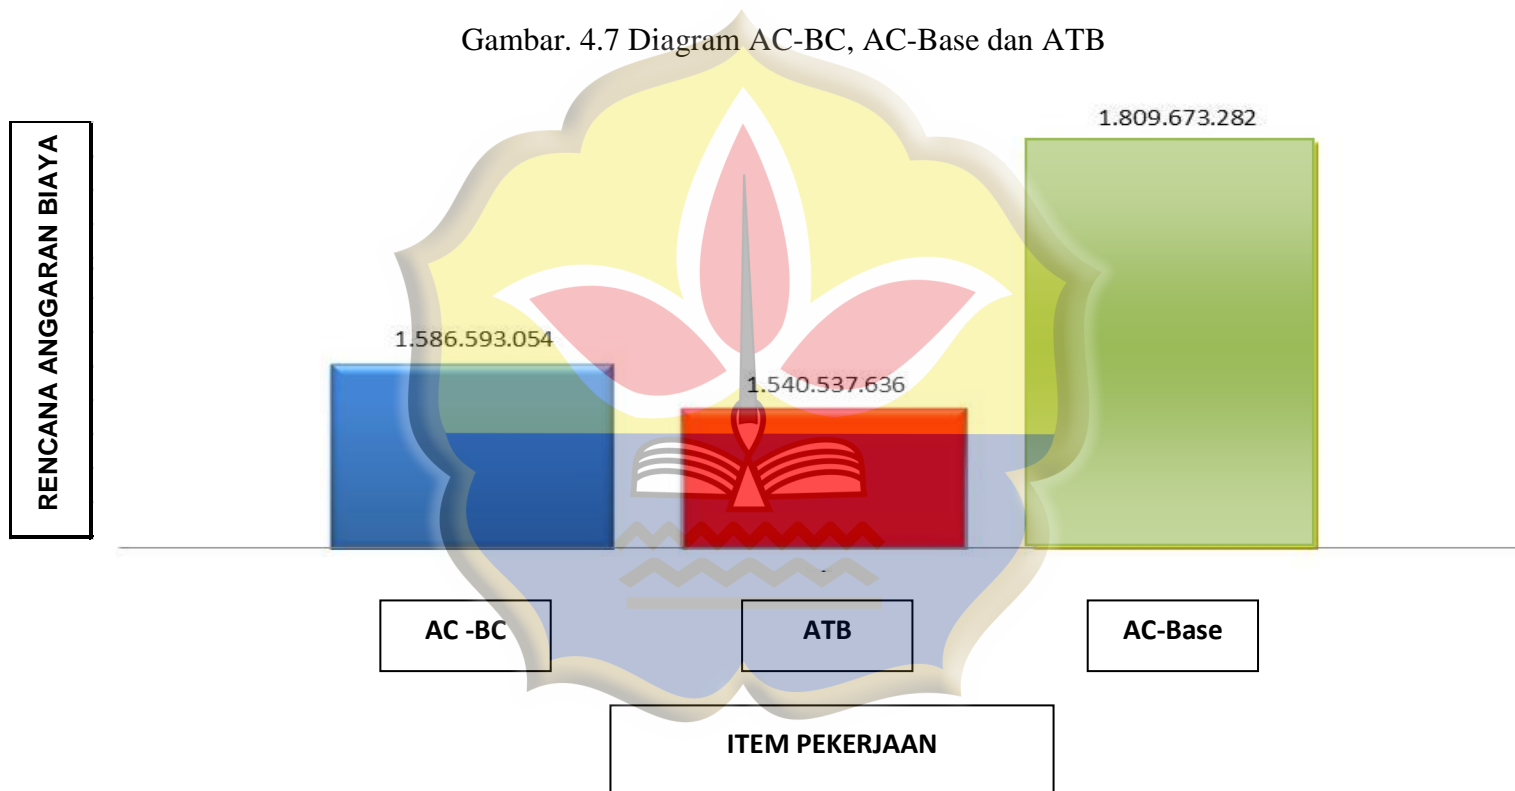 Gambar. 4.7 Diagram AC-BC, AC-Base dan ATB
RENCANA ANGGARAN BIAYA
1.586.593.054
1.540.537.636
1.809.673.282
AC -BC
ATB
AC-Base
ITEM PEKERJAAN